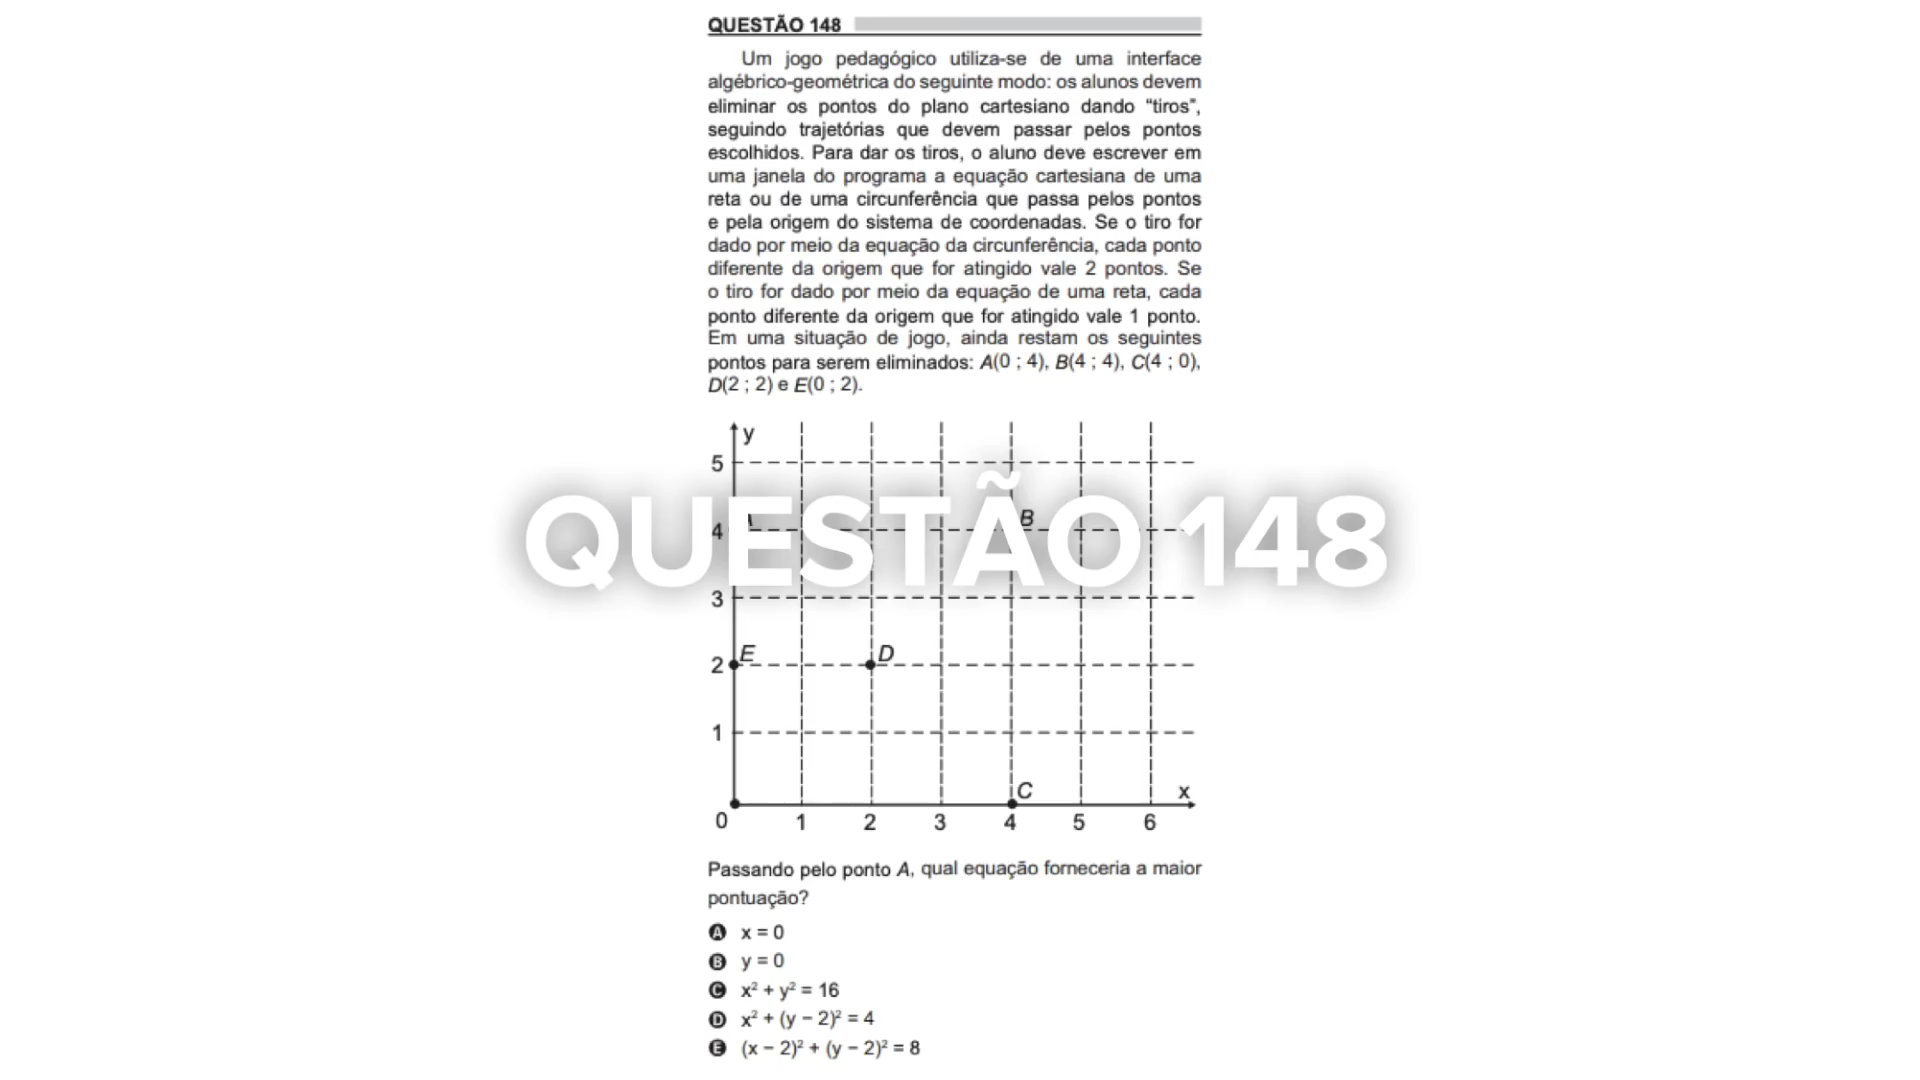 QUESTÃO 148
Um jogo pedagógico utiliza-se de uma interface
algébrico-geométrica do seguinte modo: os alunos devem
eliminar os pontos do plano cartesiano dando “tiros”,
seguindo trajetórias que devem passar pelos pontos
escolhidos. Para dar os tiros, o aluno deve escrever em
uma janela do programa a equação cartesiana de uma
reta ou de uma circunferência que passa pelos pontos
e pela origem do sistema de coordenadas. Se o tiro for
dado por meio da equação da circunferência, cada ponto
diferente da origem que for atingido vale 2 pontos. Se
o tiro for dado por meio da equação de uma reta, cada
ponto diferente da origem que for atingido vale 1 ponto.
Em uma situação de jogo, ainda restam os seguintes
pontos para serem eliminados: A(0 ; 4), B(4 ; 4), C(4 ; 0),
D(2 ; 2) e E(0 ; 2).
y
5
QUESTÃO 148
B
4
3
E D
2
1
C x
0 1 2 3 4 5 6
Passando pelo ponto A, qual equação forneceria a maior
pontuação?
A x = 0
B y = 0
C x² + y² = 16
D x² + (y − 2)² = 4
E (x − 2)² + (y − 2)² = 8